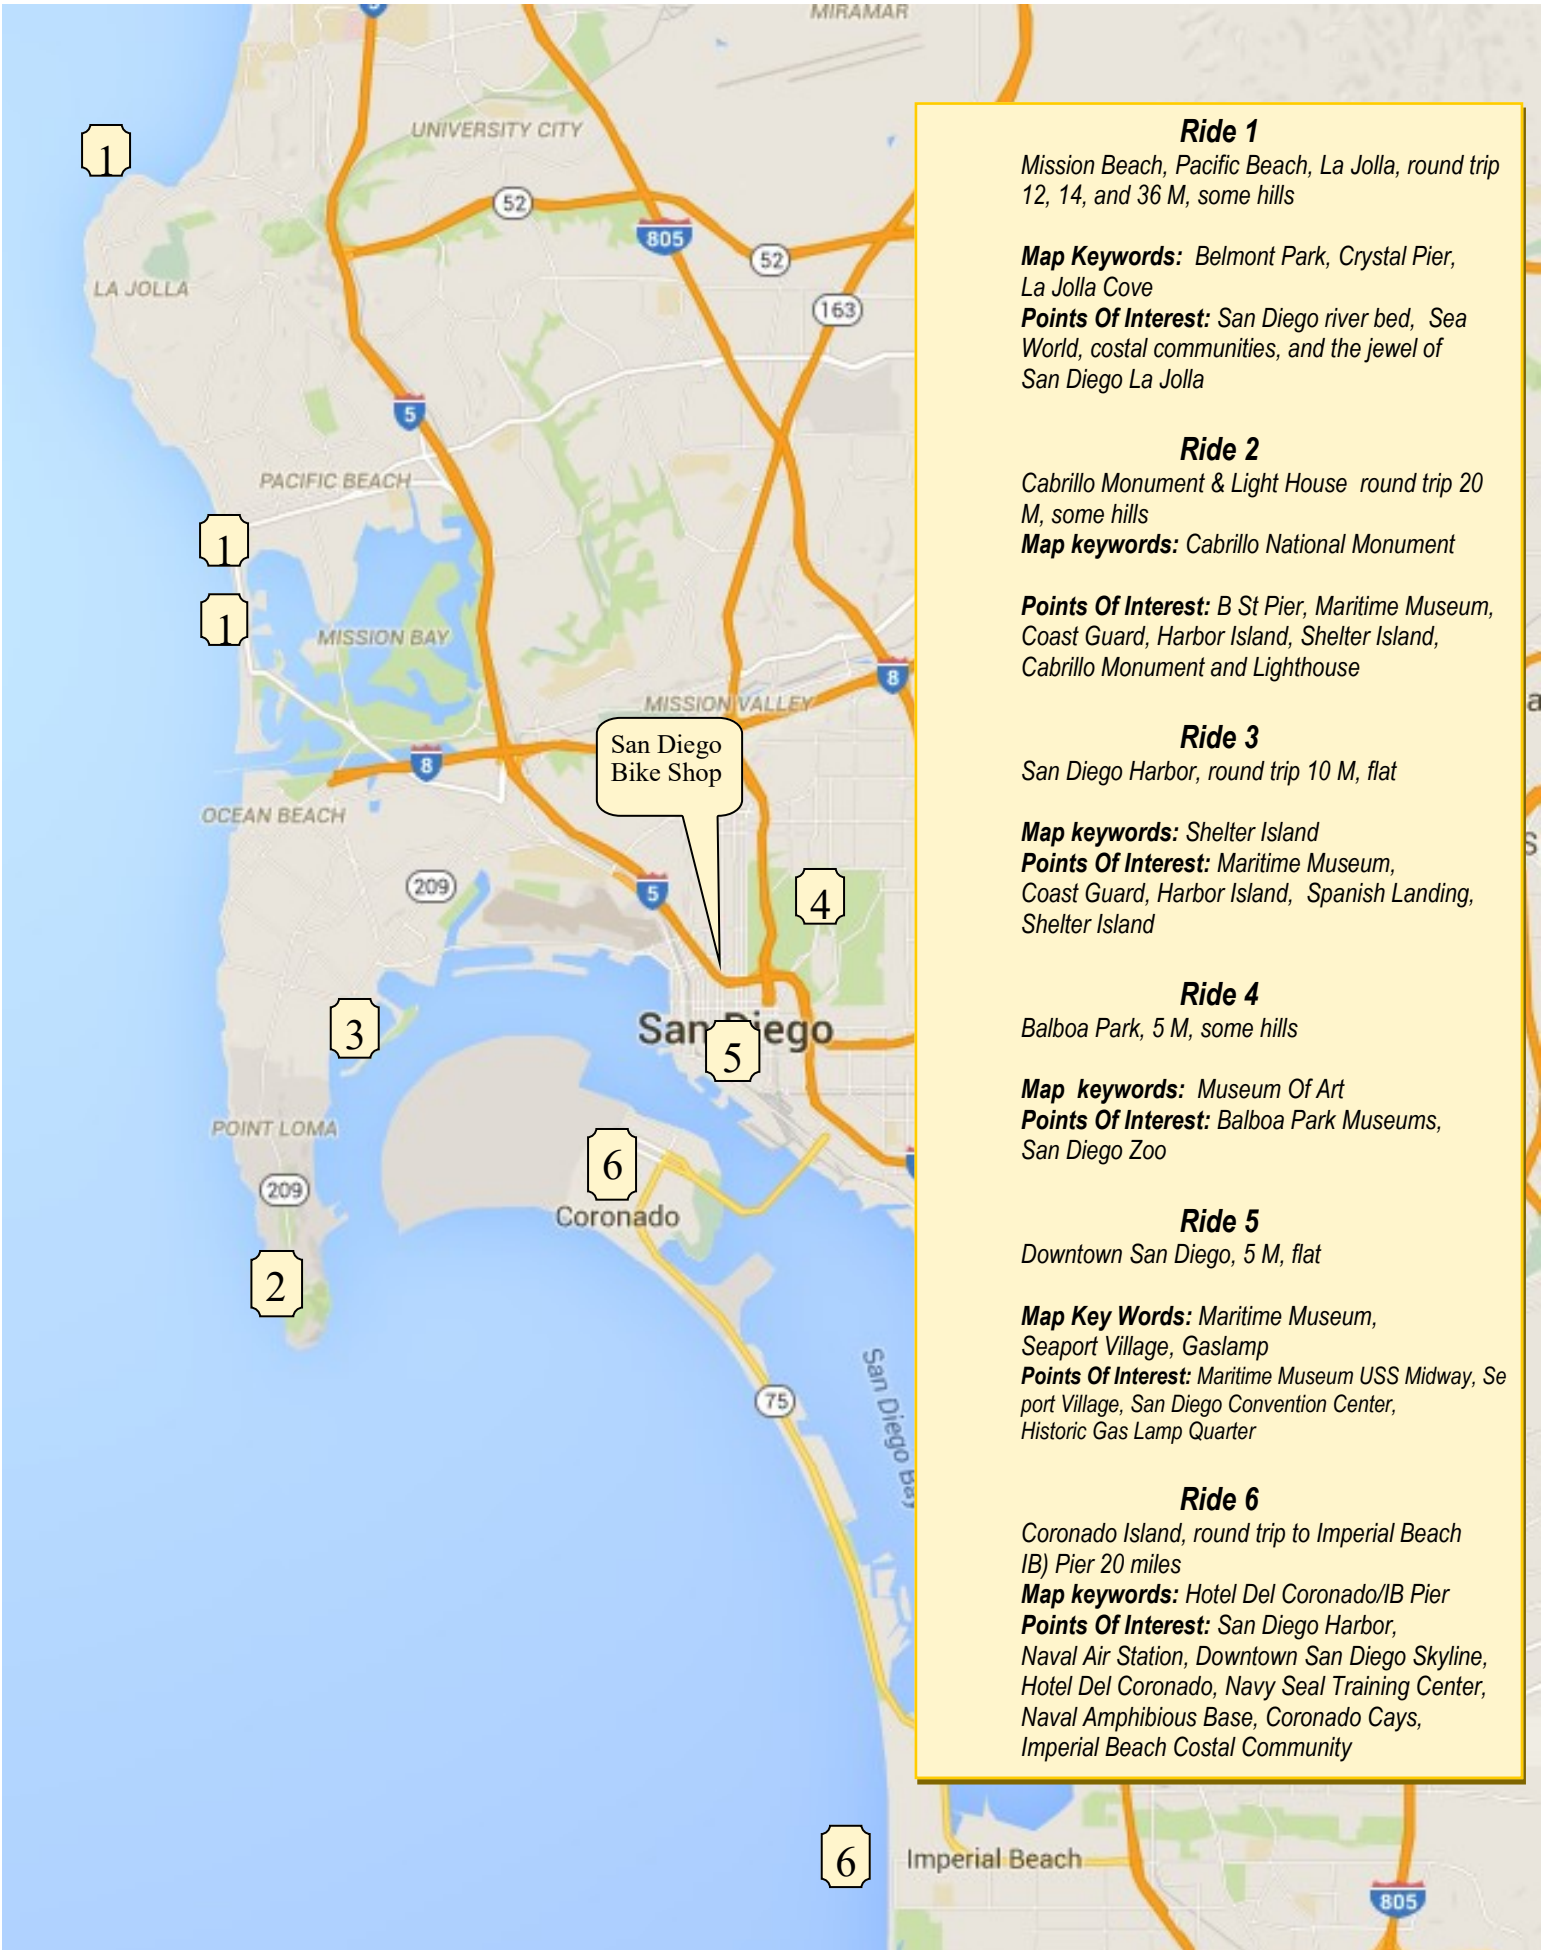 MIRAMAR
5
UNIVERSITY CITY
1
52
805
52
LA JOLLA
163
5
PACIFIC BEACH
1
1
MISSION BAY
8
MISSION VALLEY
San Diego
Bike Shop
8
OCEAN BEACH
209
5
4
San Diego
3
5
POINT LOMA
6
209
Coronado
2
75
San Diego Bay
6
Imperial Beach
805
a
S
Ride 1
Mission Beach, Pacific Beach, La Jolla, round trip
12, 14, and 36 M, some hills
Map Keywords: Belmont Park, Crystal Pier,
La Jolla Cove
Points Of Interest: San Diego river bed, Sea
World, costal communities, and the jewel of
San Diego La Jolla
Ride 2
Cabrillo Monument & Light House round trip 20
M, some hills
Map keywords: Cabrillo National Monument
Points Of Interest: B St Pier, Maritime Museum,
Coast Guard, Harbor Island, Shelter Island,
Cabrillo Monument and Lighthouse
Ride 3
San Diego Harbor, round trip 10 M, flat
Map keywords: Shelter Island
Points Of Interest: Maritime Museum,
Coast Guard, Harbor Island, Spanish Landing,
Shelter Island
Ride 4
Balboa Park, 5 M, some hills
Map keywords: Museum Of Art
Points Of Interest: Balboa Park Museums,
San Diego Zoo
Ride 5
Downtown San Diego, 5 M, flat
Map Key Words: Maritime Museum,
Seaport Village, Gaslamp
Points Of Interest: Maritime Museum USS Midway, Se
port Village, San Diego Convention Center,
Historic Gas Lamp Quarter
Ride 6
Coronado Island, round trip to Imperial Beach
IB) Pier 20 miles
Map keywords: Hotel Del Coronado/IB Pier
Points Of Interest: San Diego Harbor,
Naval Air Station, Downtown San Diego Skyline,
Hotel Del Coronado, Navy Seal Training Center,
Naval Amphibious Base, Coronado Cays,
Imperial Beach Costal Community